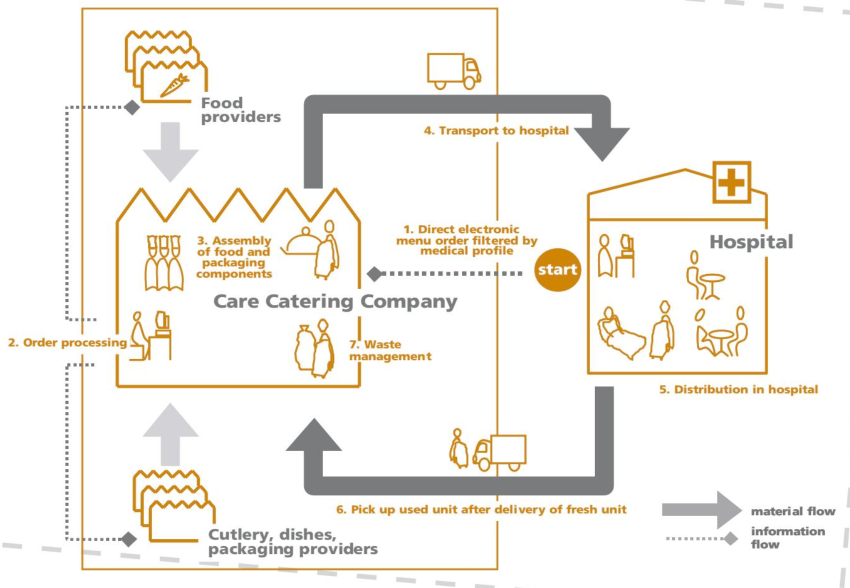 Food
providers
4. Transport to hospital
1. Direct electronic
menu order filtered by
medical profile
start
Hospital
3. Assembly
of food and
packaging
components
Care Catering Company
2. Order processing
7. Waste
management
5. Distribution in hospital
6. Pick up used unit after delivery of fresh unit
Cutlery, dishes,
packaging providers
material flow
information
flow